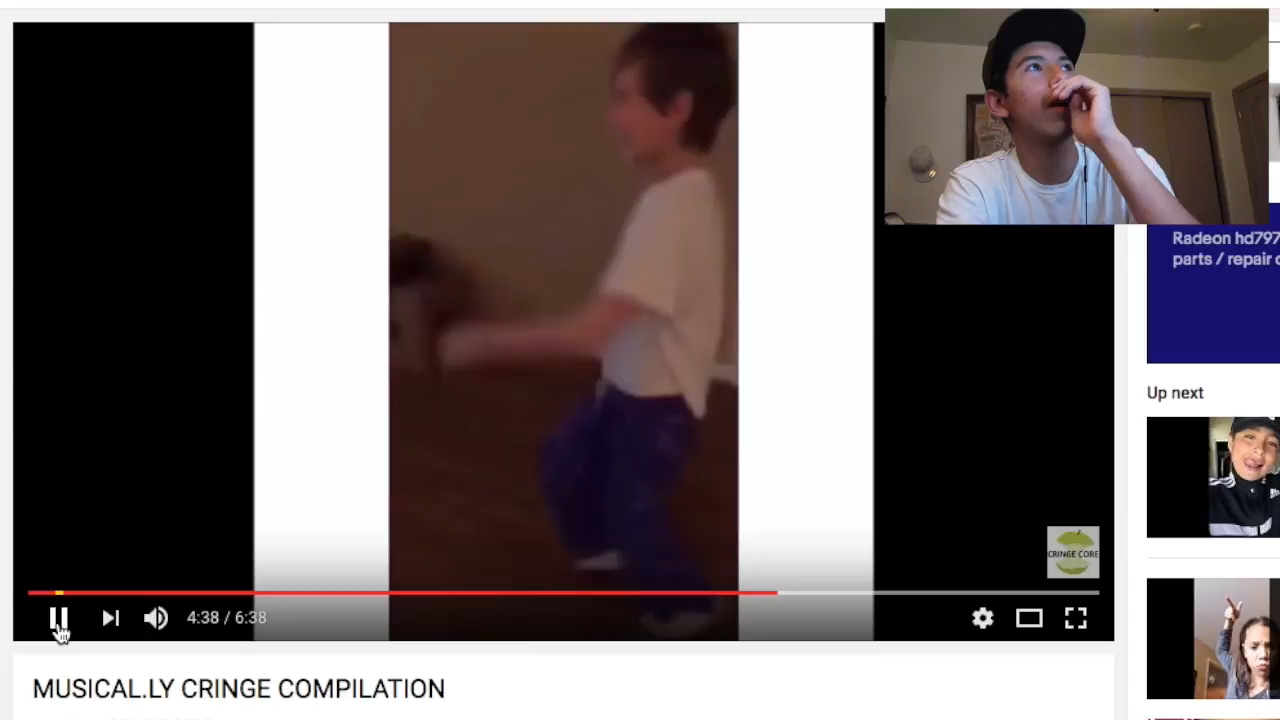 Radeon hd797
parts / repair
Up next
CRINGE CORE
4:38 / 6:38
MUSICAL.LY CRINGE COMPILATION